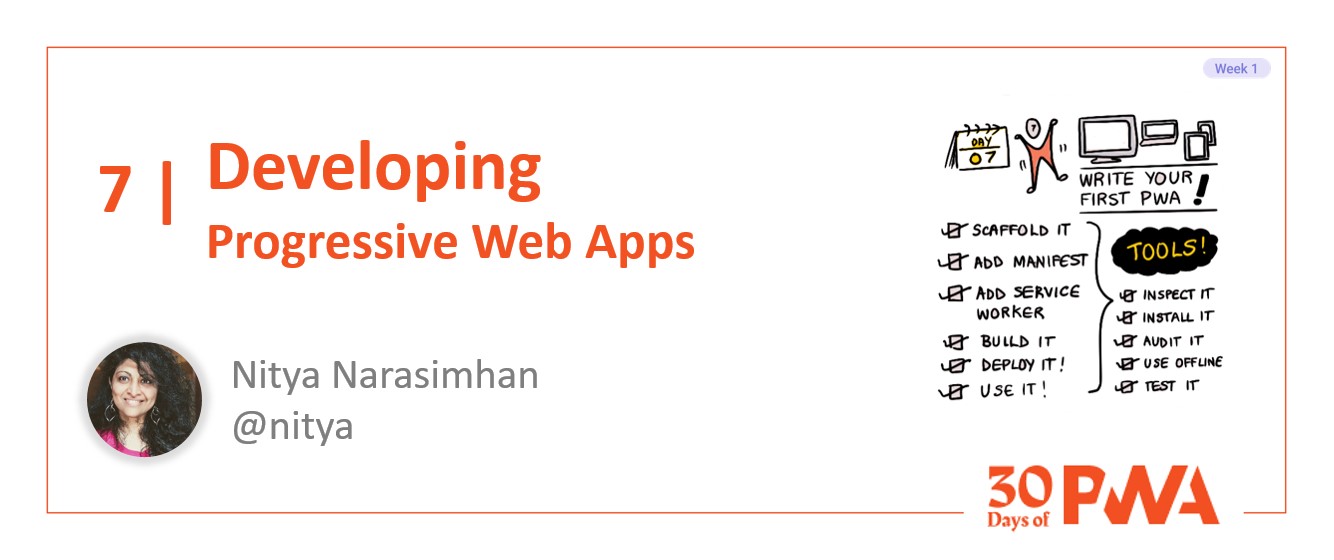 Week 1
7 |
Developing
Progressive Web Apps
Nitya Narasimhan
@nitya
DAY
07
7
WRITE YOUR
FIRST PWA !
SCAFFOLD IT
ADD MANIFEST
ADD SERVICE
WORKER
BUILD IT
DEPLOY IT!
USE IT!
TOOLS!
INSPECT IT
INSTALL IT
AUDIT IT
USE OFFLINE
TEST IT
30
Days of
PWA